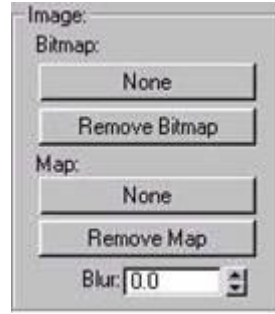 Image:
Bitmap:
None
Remove Bitmap
Map:
None
Remove Map
Blur: 0.0